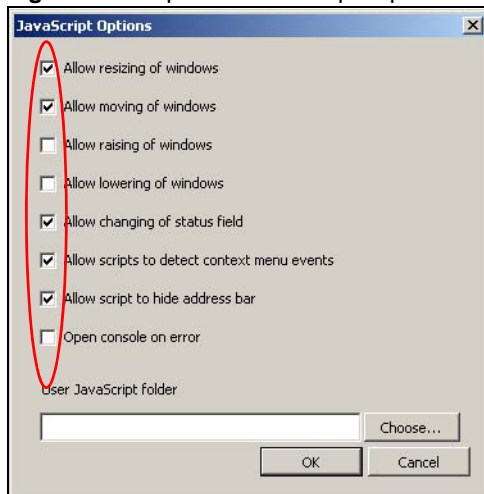 JavaScript Options
Allow resizing of windows
Allow moving of windows
Allow raising of windows
Allow lowering of windows
Allow changing of status field
Allow scripts to detect context menu events
Allow script to hide address bar
Open console on error
User JavaScript folder
Choose...
OK Cancel